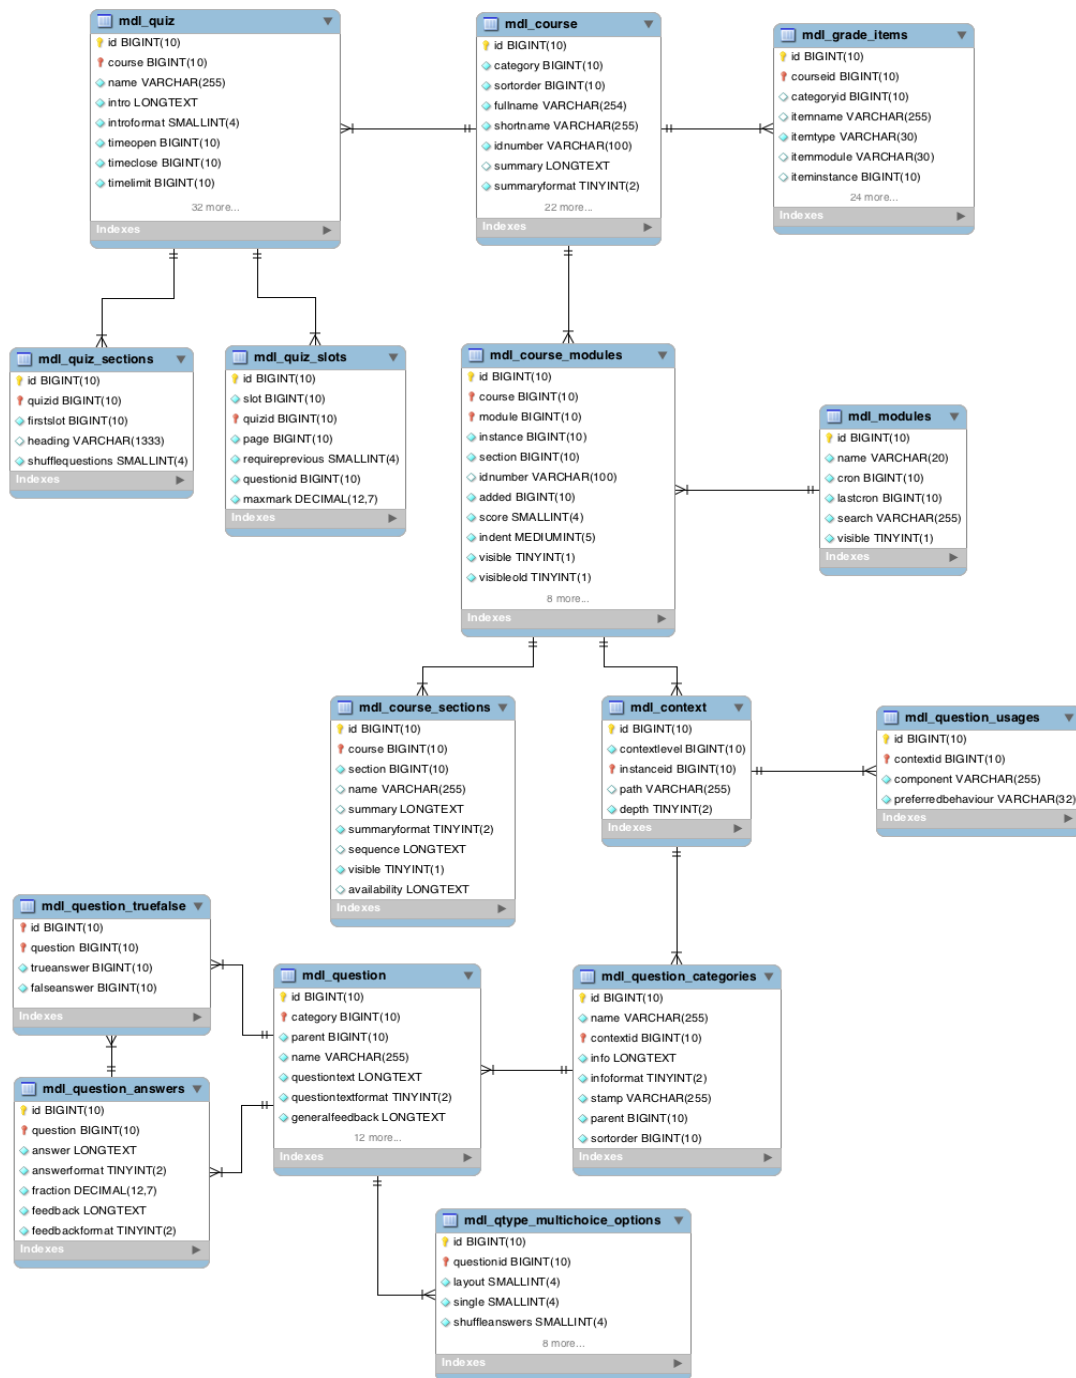 mdl_quiz
id BIGINT(10)
course BIGINT(10)
name VARCHAR(255)
intro LONGTEXT
introformat SMALLINT(4)
timeopen BIGINT(10)
timeclose BIGINT(10)
timelimit BIGINT(10)
32 more...
Indexes
mdl_course
id BIGINT(10)
category BIGINT(10)
sortorder BIGINT(10)
fullname VARCHAR(254)
shortname VARCHAR(255)
idnumber VARCHAR(100)
summary LONGTEXT
summaryformat TINYINT(2)
22 more...
Indexes
mdl_grade_items
id BIGINT(10)
courseid BIGINT(10)
categoryid BIGINT(10)
itemname VARCHAR(255)
itemtype VARCHAR(30)
itemmodule VARCHAR(30)
iteminstance BIGINT(10)
24 more...
Indexes
mdl_quiz_sections
id BIGINT(10)
quizid BIGINT(10)
firstslot BIGINT(10)
heading VARCHAR(1333)
shufflequestions SMALLINT(4)
Indexes
mdl_quiz_slots
id BIGINT(10)
slot BIGINT(10)
quizid BIGINT(10)
page BIGINT(10)
requireprevious SMALLINT(4)
questionid BIGINT(10)
maxmark DECIMAL(12,7)
Indexes
mdl_course_modules
id BIGINT(10)
course BIGINT(10)
module BIGINT(10)
instance BIGINT(10)
section BIGINT(10)
idnumber VARCHAR(100)
added BIGINT(10)
score SMALLINT(4)
indent MEDIUMINT(5)
visible TINYINT(1)
visibleold TINYINT(1)
8 more...
Indexes
mdl_modules
id BIGINT(10)
name VARCHAR(20)
cron BIGINT(10)
lastcron BIGINT(10)
search VARCHAR(255)
visible TINYINT(1)
Indexes
mdl_course_sections
id BIGINT(10)
course BIGINT(10)
section BIGINT(10)
name VARCHAR(255)
summary LONGTEXT
summaryformat TINYINT(2)
sequence LONGTEXT
visible TINYINT(1)
availability LONGTEXT
Indexes
mdl_context
id BIGINT(10)
contextlevel BIGINT(10)
instanceid BIGINT(10)
path VARCHAR(255)
depth TINYINT(2)
Indexes
mdl_question_usages
id BIGINT(10)
contextid BIGINT(10)
component VARCHAR(255)
preferredbehaviour VARCHAR(32)
Indexes
mdl_question_truefalse
id BIGINT(10)
question BIGINT(10)
trueanswer BIGINT(10)
falseanswer BIGINT(10)
Indexes
mdl_question
id BIGINT(10)
category BIGINT(10)
parent BIGINT(10)
name VARCHAR(255)
questiontext LONGTEXT
questiontextformat TINYINT(2)
generalfeedback LONGTEXT
12 more...
Indexes
mdl_question_categories
id BIGINT(10)
name VARCHAR(255)
contextid BIGINT(10)
info LONGTEXT
infoformat TINYINT(2)
stamp VARCHAR(255)
parent BIGINT(10)
sortorder BIGINT(10)
Indexes
mdl_question_answers
id BIGINT(10)
question BIGINT(10)
answer LONGTEXT
answerformat TINYINT(2)
fraction DECIMAL(12,7)
feedback LONGTEXT
feedbackformat TINYINT(2)
Indexes
mdl_qtype_multichoice_options
id BIGINT(10)
questionid BIGINT(10)
layout SMALLINT(4)
single SMALLINT(4)
shuffleanswers SMALLINT(4)
8 more...
Indexes